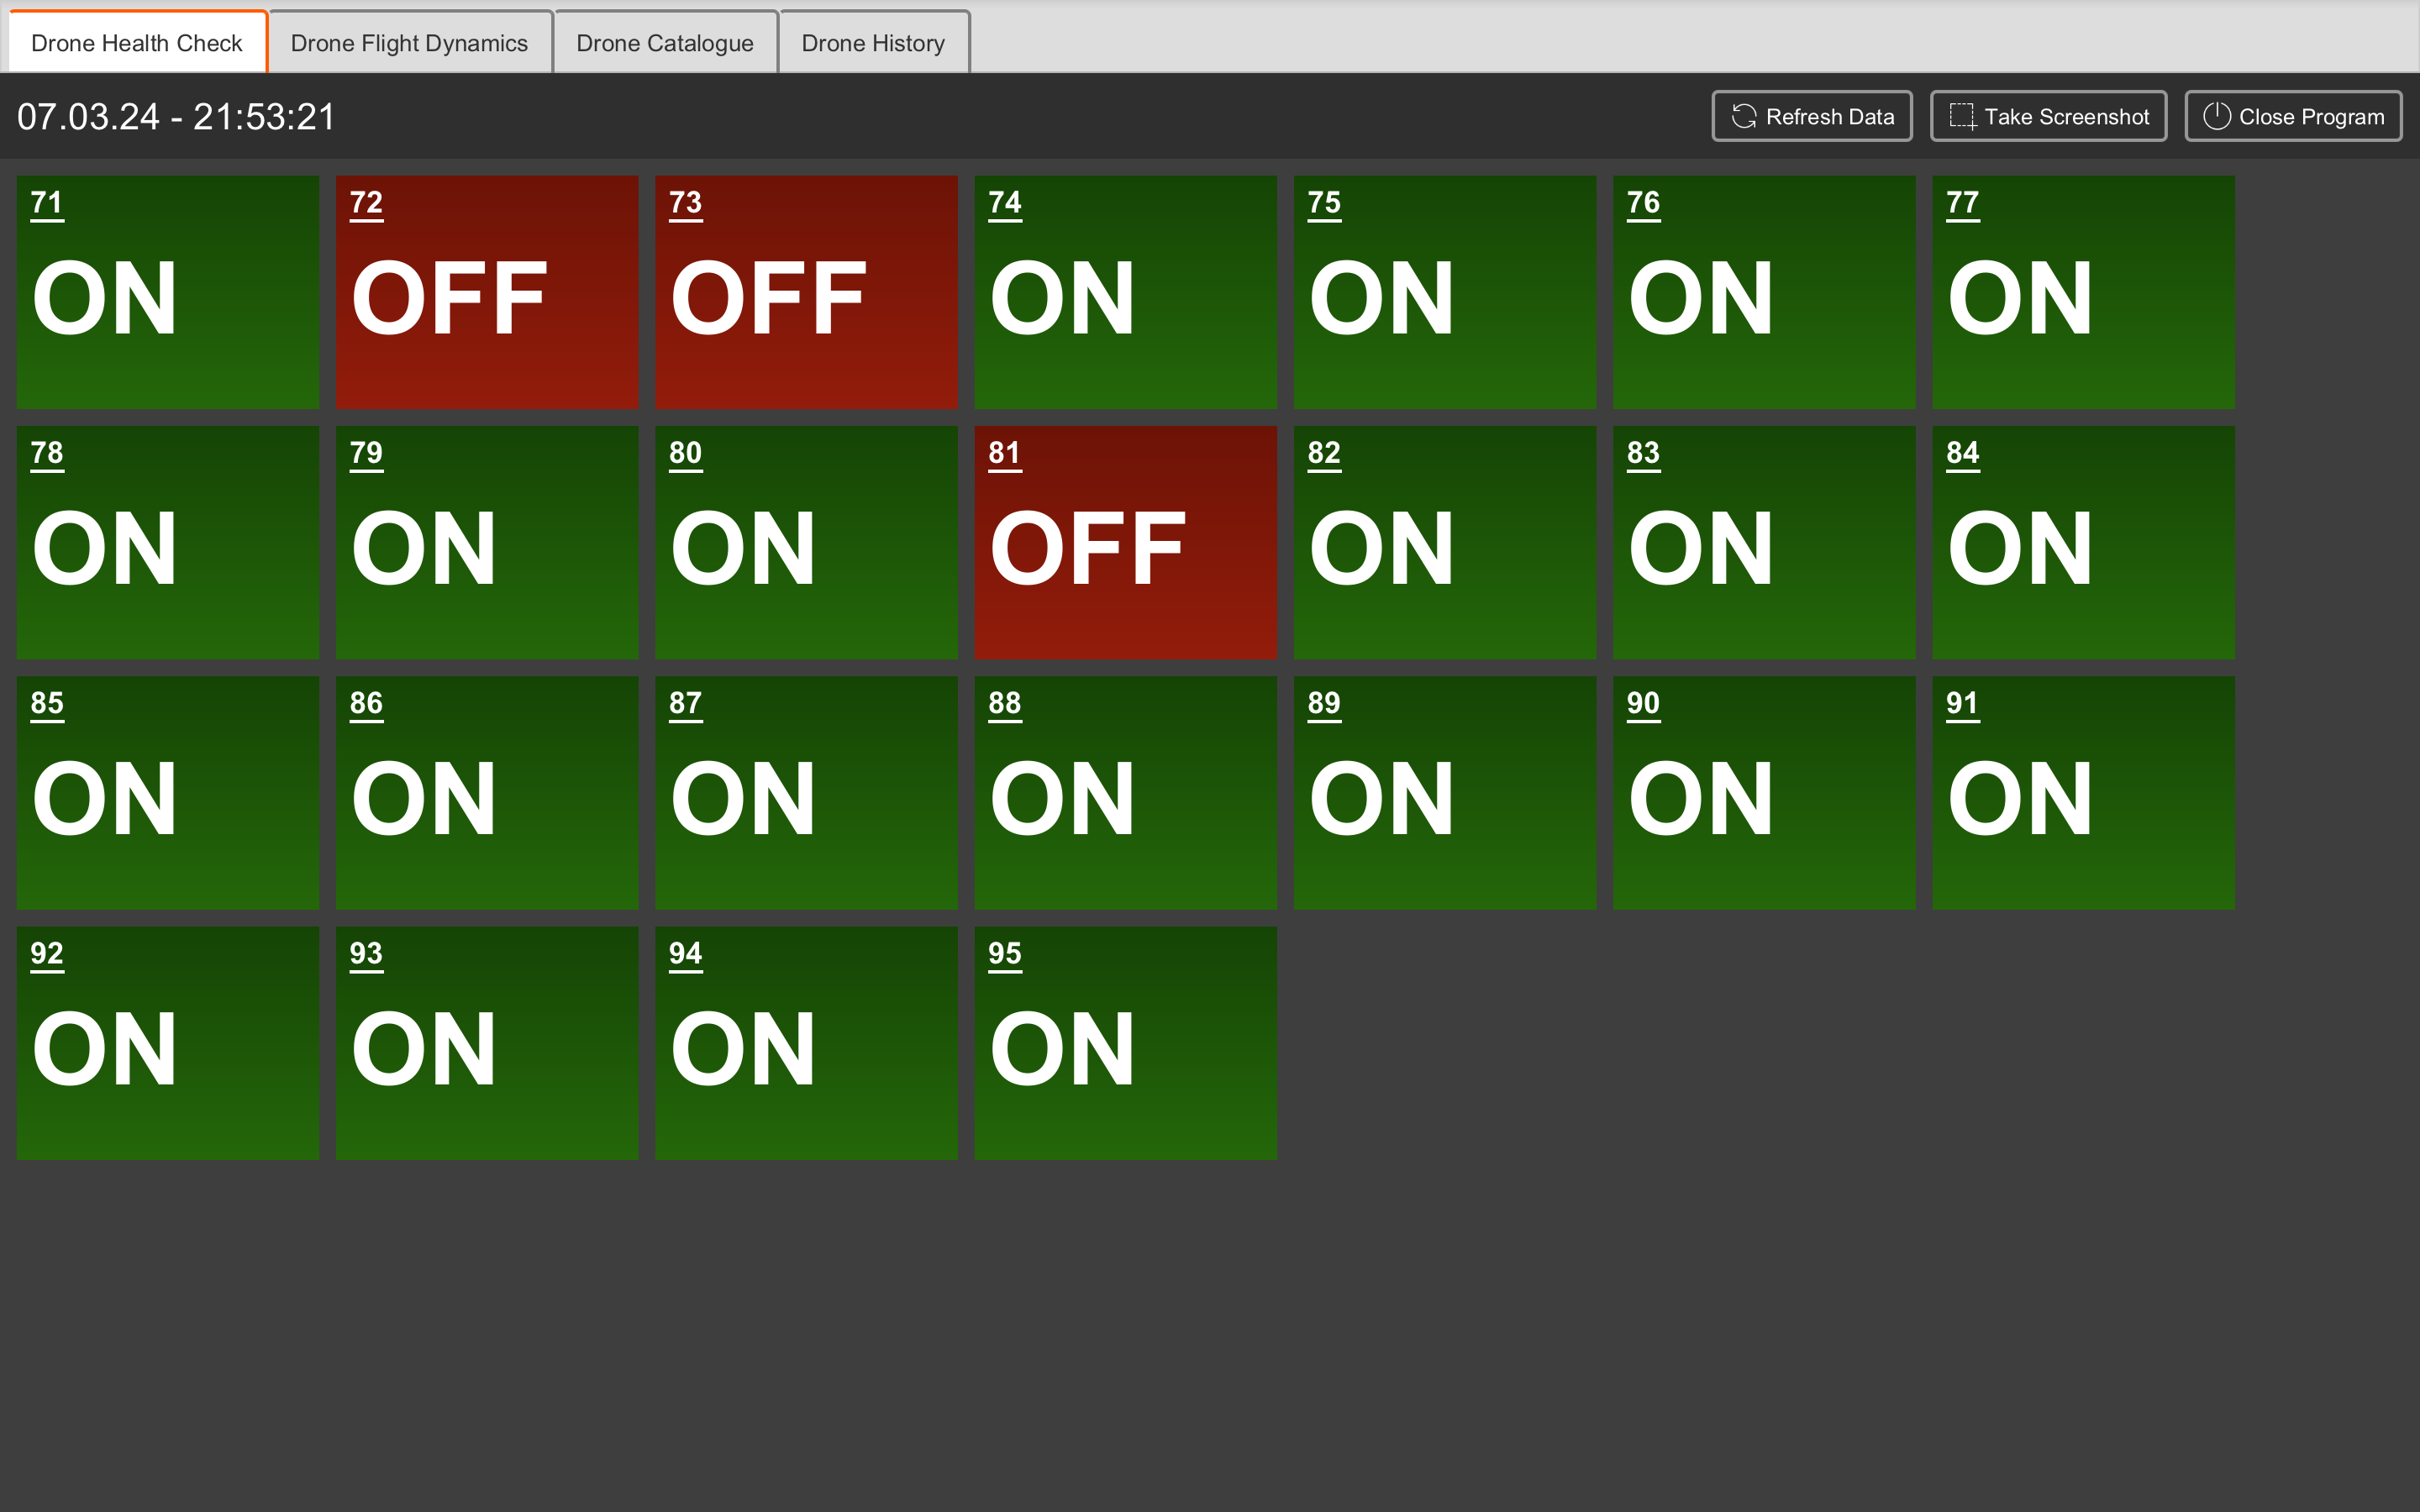 Drone Health Check Drone Flight Dynamics Drone Catalogue Drone History
07.03.24 - 21:53:21 Refresh Data Take Screenshot Close Program
71 72 73 74 75 76 77
ON OFF OFF ON ON ON ON
78 79 80 81 82 83 84
ON ON ON OFF ON ON ON
85 86 87 88 89 90 91
ON ON ON ON ON ON ON
92 93 94 95
ON ON ON ON